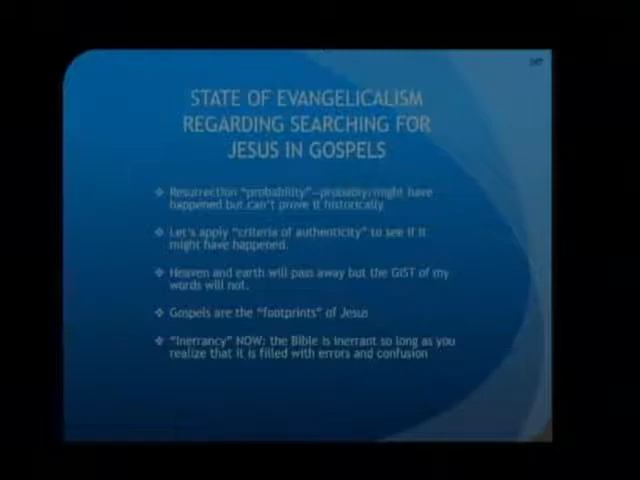 STATE OF EVANGELICALISM
REGARDING SEARCHING FOR
JESUS IN GOSPELS
❖ Resurrection "probability"—probably/might have
happened but can't prove it historically
❖ Let's apply "criteria of authenticity" to see if it
might have happened.
❖ Heaven and earth will pass away but the GIST of my
words will not.
❖ Gospels are the "footprints" of Jesus
❖ "Inerrancy" NOW: the Bible is inerrant so long as you
realize that it is filled with errors and confusion